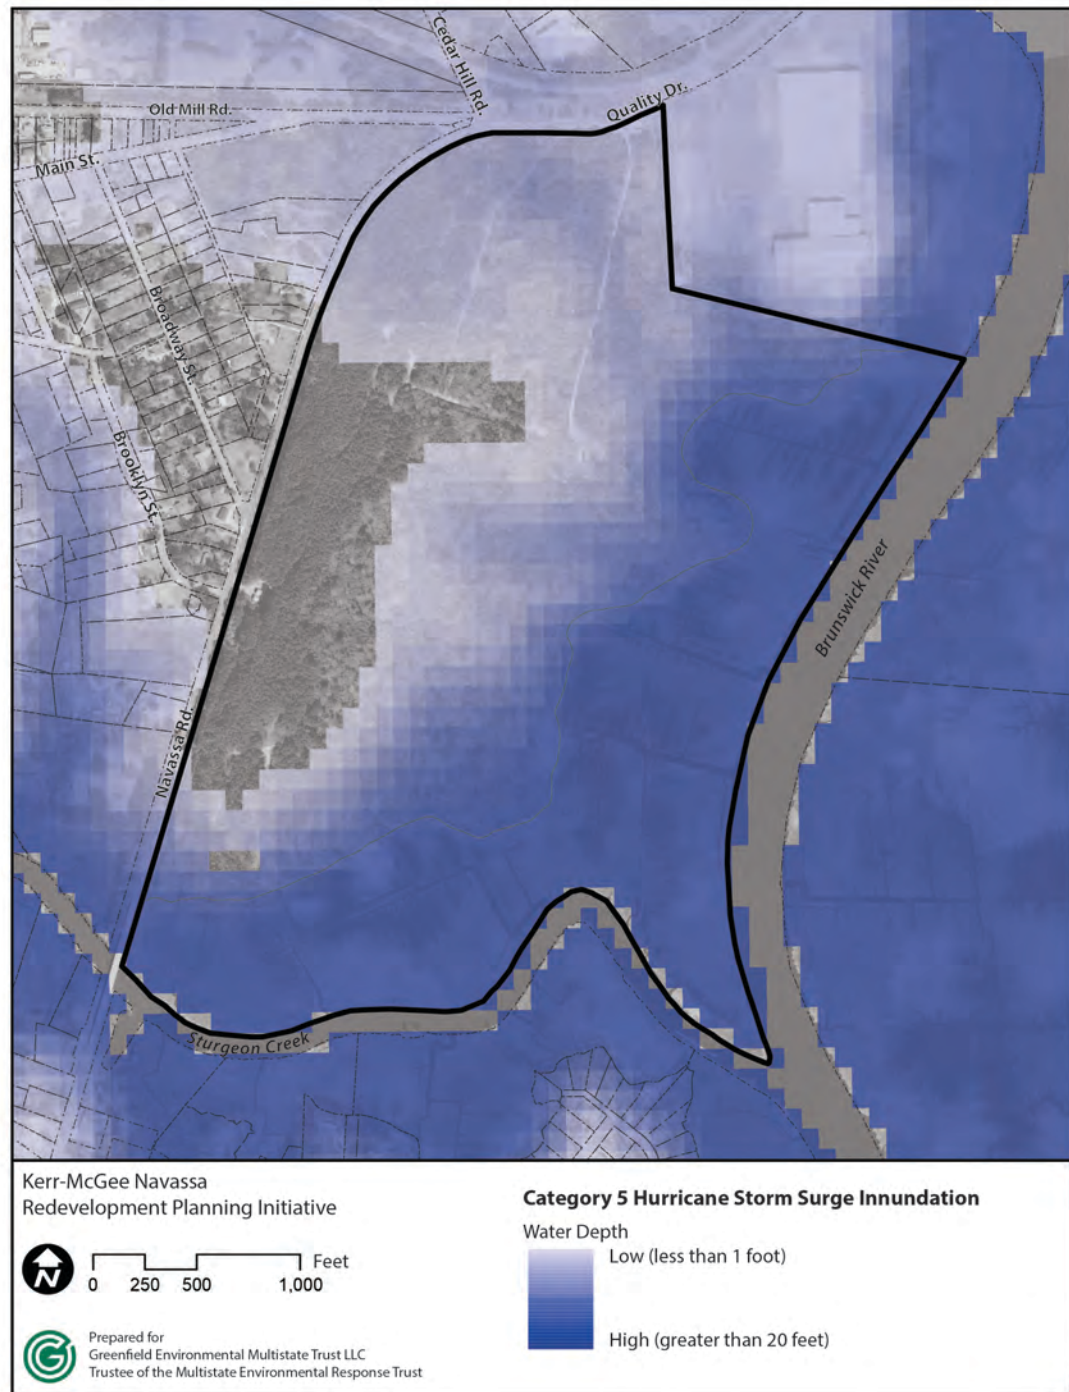 Cedar Hill Rd.
Quality Dr.
Old Mill Rd.
Main St.
Broadway St.
Brooklyn St.
Brunswick River
Navassa Rd.
Sturgeon Creek
Kerr-McGee Navassa
Redevelopment Planning Initiative
N
Feet
0 250 500 1,000
Prepared for
Greenfield Environmental Multistate Trust LLC
Trustee of the Multistate Environmental Response Trust
Category 5 Hurricane Storm Surge Innundation
Water Depth
Low (less than 1 foot)
High (greater than 20 feet)